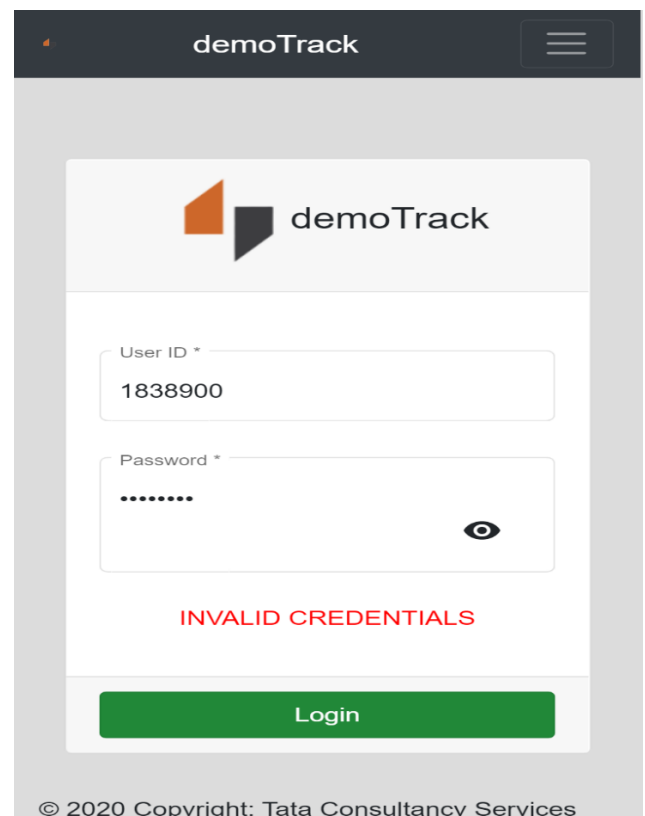 demoTrack
demoTrack
User ID *
1838900
Password *
••••••••
INVALID CREDENTIALS
Login
© 2020 Copyright: Tata Consultancy Services